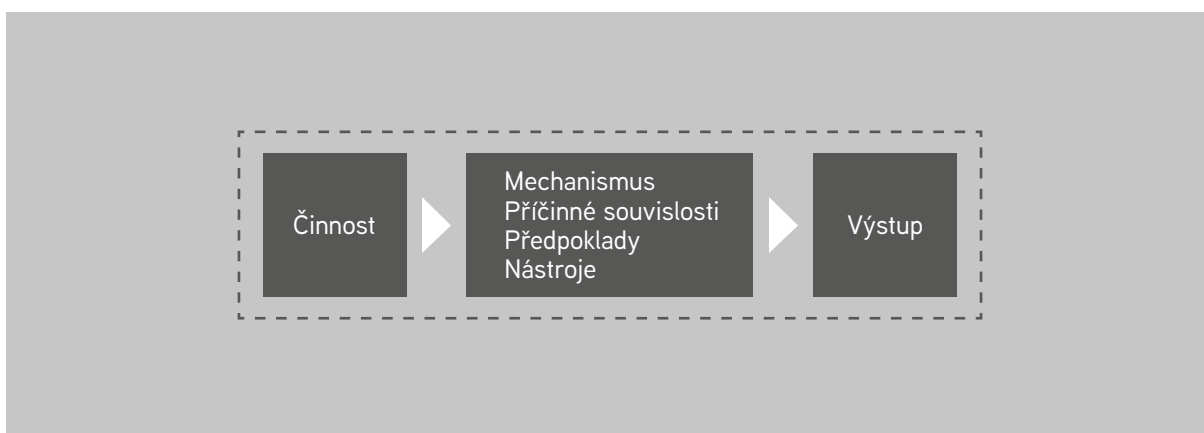 Činnost
Mechanismus
Příčinné souvislosti
Předpoklady
Nástroje
Výstup